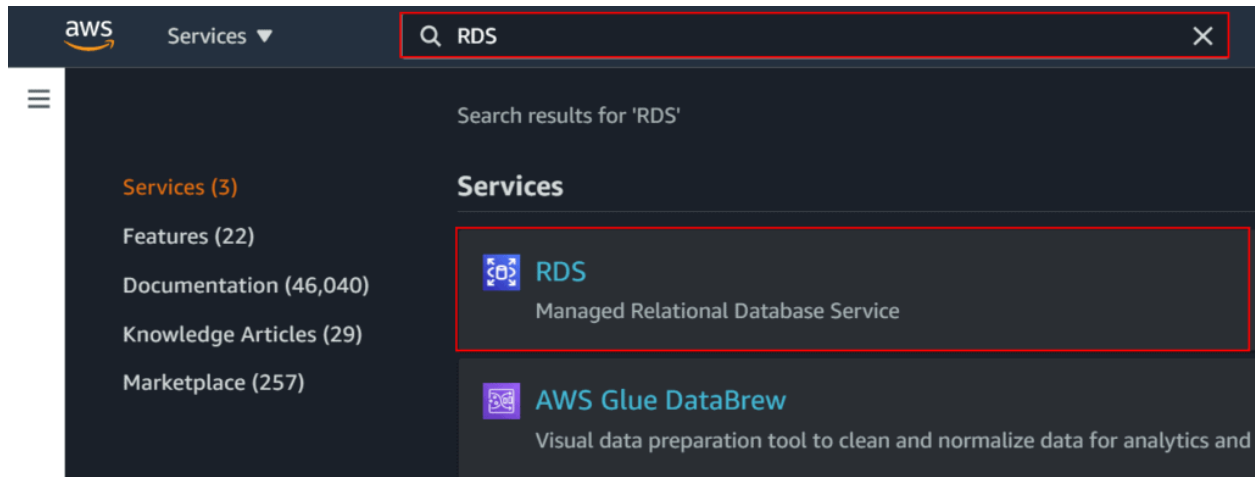 aws
Services ▼
RDS
Search results for 'RDS'
Services (3)
Features (22)
Documentation (46,040)
Knowledge Articles (29)
Marketplace (257)
Services
RDS
Managed Relational Database Service
AWS Glue DataBrew
Visual data preparation tool to clean and normalize data for analytics and